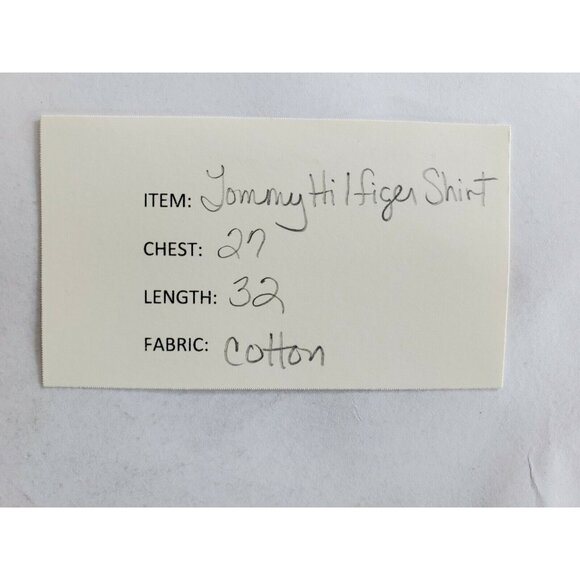 ITEM: Tommy Hilfiger Shirt
CHEST: 27
LENGTH: 32
FABRIC: Cotton